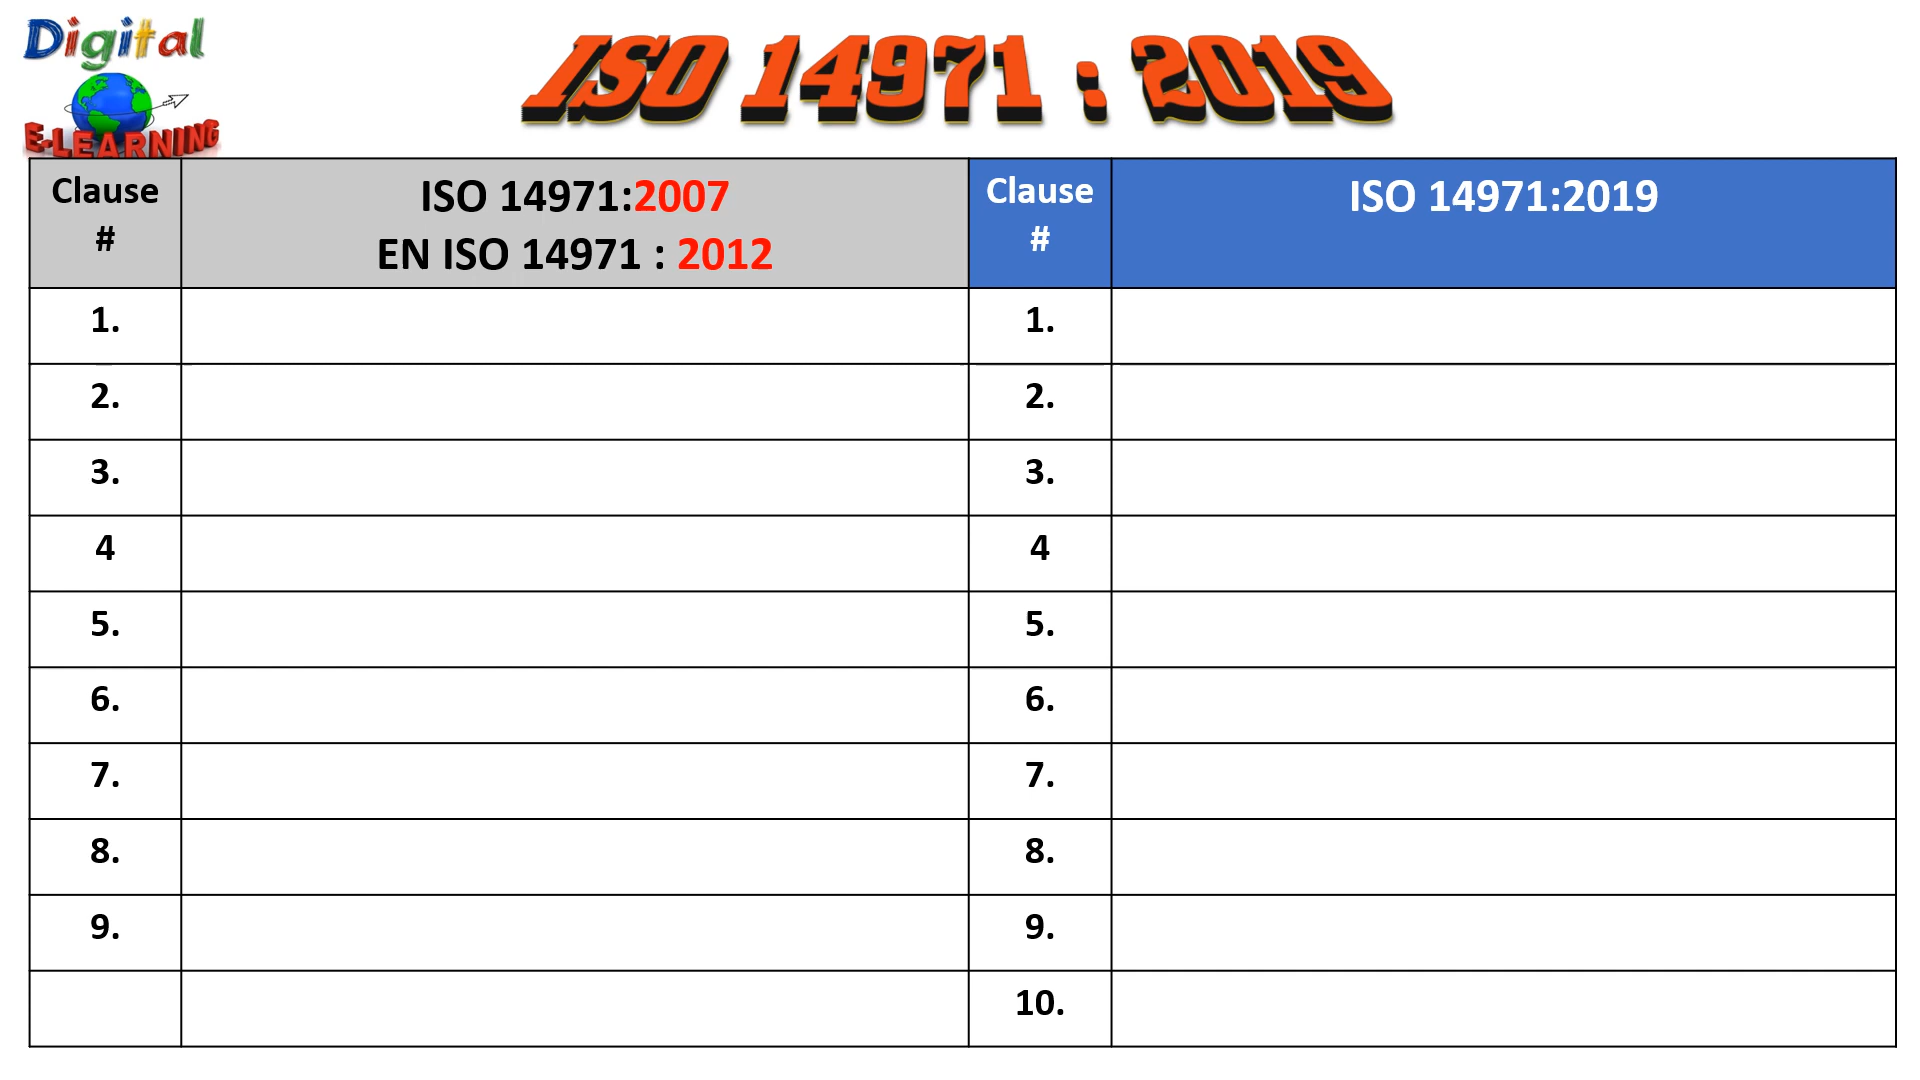 Digital
E-LEARNING
ISO 14971 : 2019
Clause # ISO 14971:2007 EN ISO 14971 : 2012 Clause # ISO 14971:2019
1. 1.
2. 2.
3. 3.
4 4
5. 5.
6. 6.
7. 7.
8. 8.
9. 9.
10.